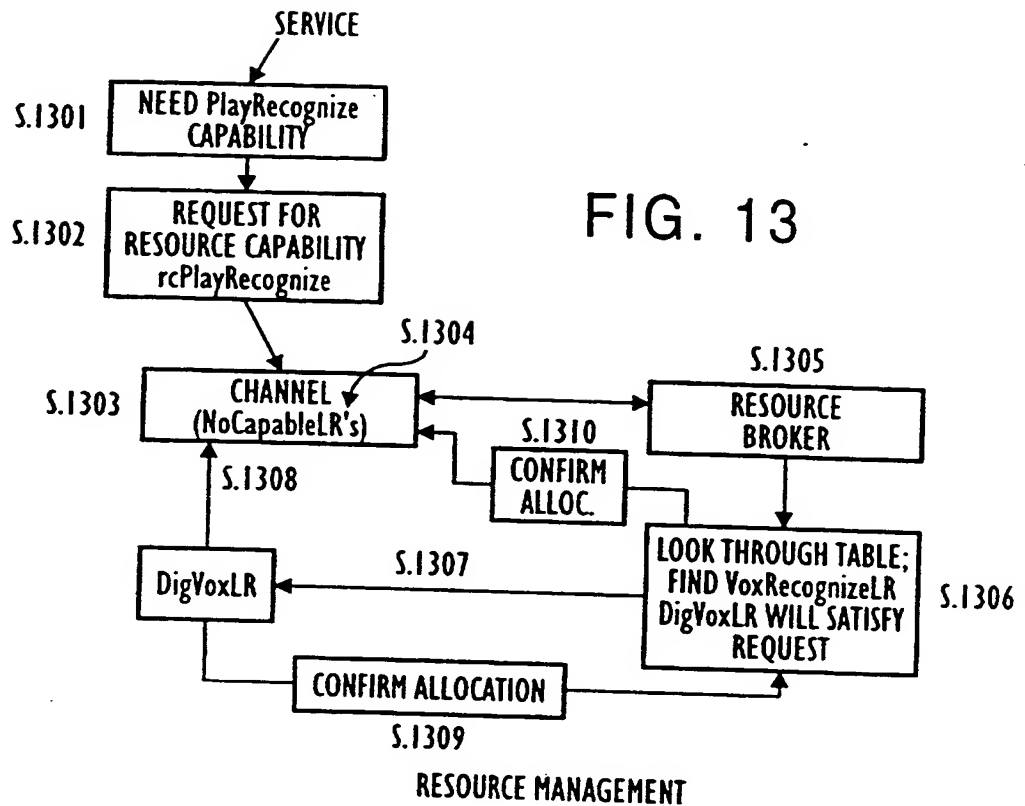 SERVICE
S.1301
NEED PlayRecognize
CAPABILITY
S.1302
REQUEST FOR
RESOURCE CAPABILITY
rcPlayRecognize
FIG. 13
S.1304
S.1303
CHANNEL
(NoCapableLR's)
S.1305
RESOURCE
BROKER
S.1310
CONFIRM
ALLOC.
S.1308
DigVoxLR
S.1307
LOOK THROUGH TABLE;
FIND VoxRecognizeLR
DigVoxLR WILL SATISFY
REQUEST
S.1306
CONFIRM ALLOCATION
S.1309
RESOURCE MANAGEMENT